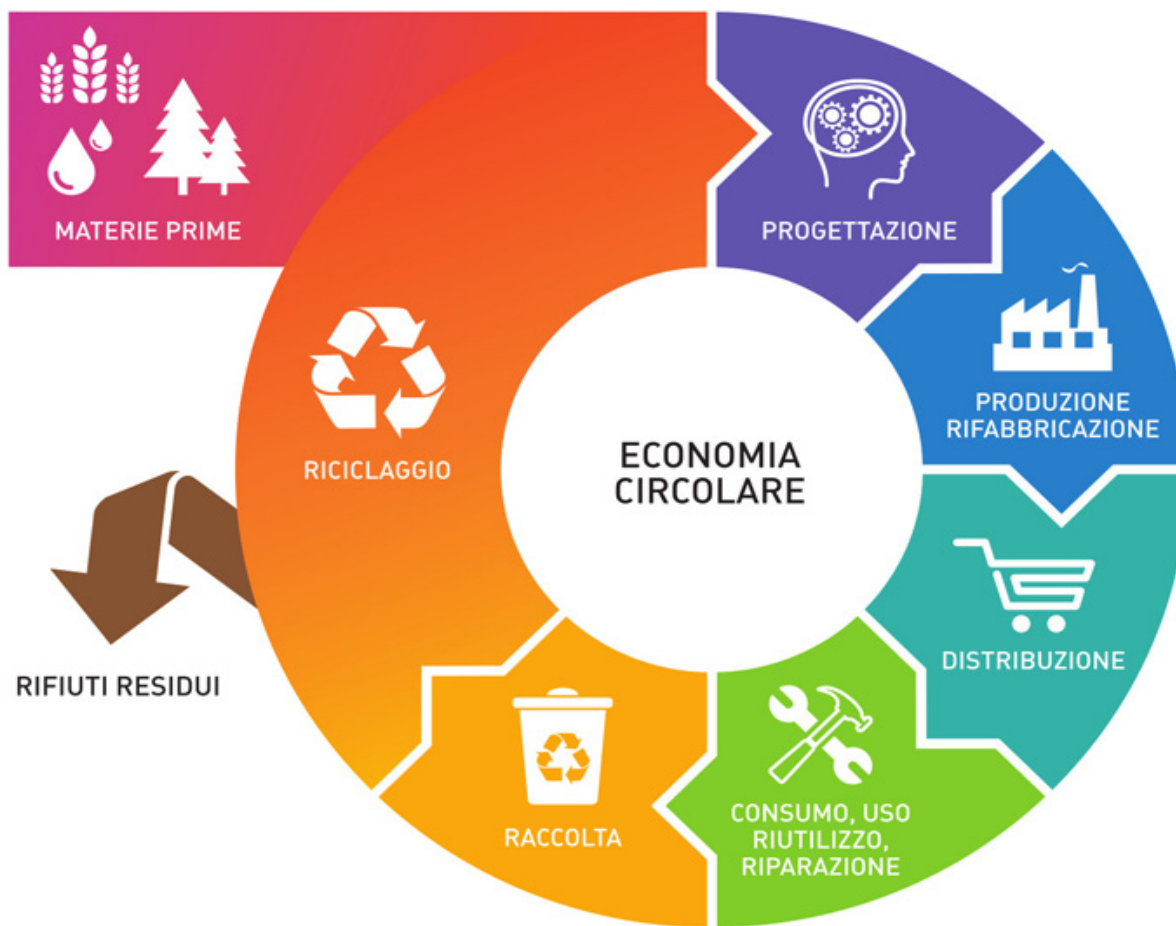 MATERIE PRIME
PROGETTAZIONE
PRODUZIONE
RIFABBRICAZIONE
DISTRIBUZIONE
CONSUMO, USO
RIUTILIZZO,
RIPARAZIONE
RACCOLTA
RICICLAGGIO
RIFIUTI RESIDUI
ECONOMIA
CIRCOLARE